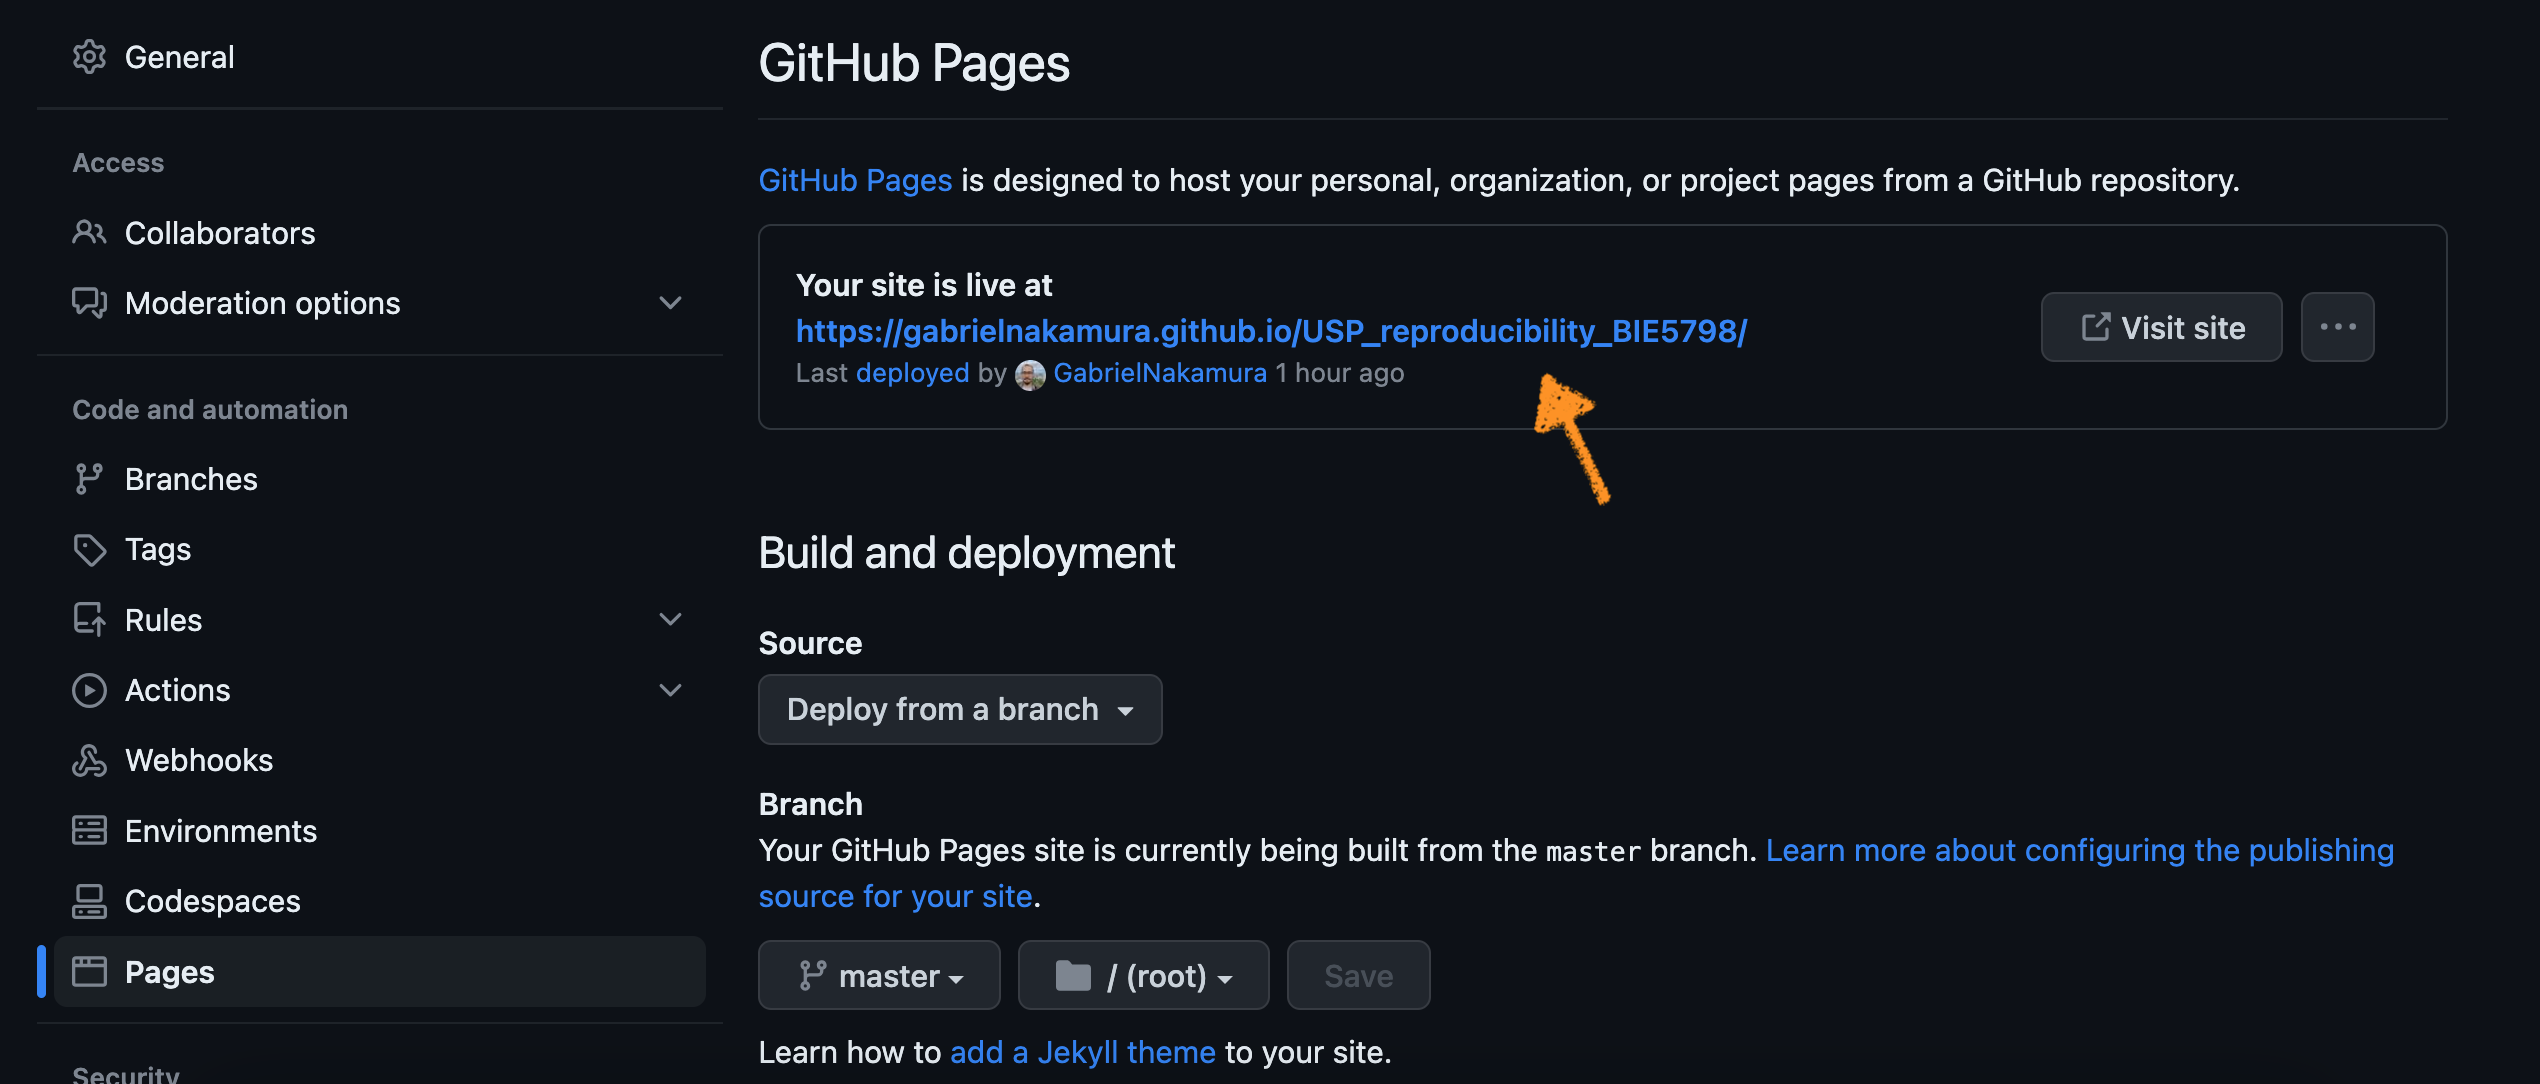 General
Access
Collaborators
Moderation options
Code and automation
Branches
Tags
Rules
Actions
Webhooks
Environments
Codespaces
Pages
Security
GitHub Pages
GitHub Pages is designed to host your personal, organization, or project pages from a GitHub repository.
Your site is live at
https://gabrielnakamura.github.io/USP_reproducibility_BIE5798/
Last deployed by GabrielNakamura 1 hour ago
Visit site
Build and deployment
Source
Deploy from a branch
Branch
Your GitHub Pages site is currently being built from the master branch. Learn more about configuring the publishing
source for your site.
master
/ (root)
Save
Learn how to add a Jekyll theme to your site.